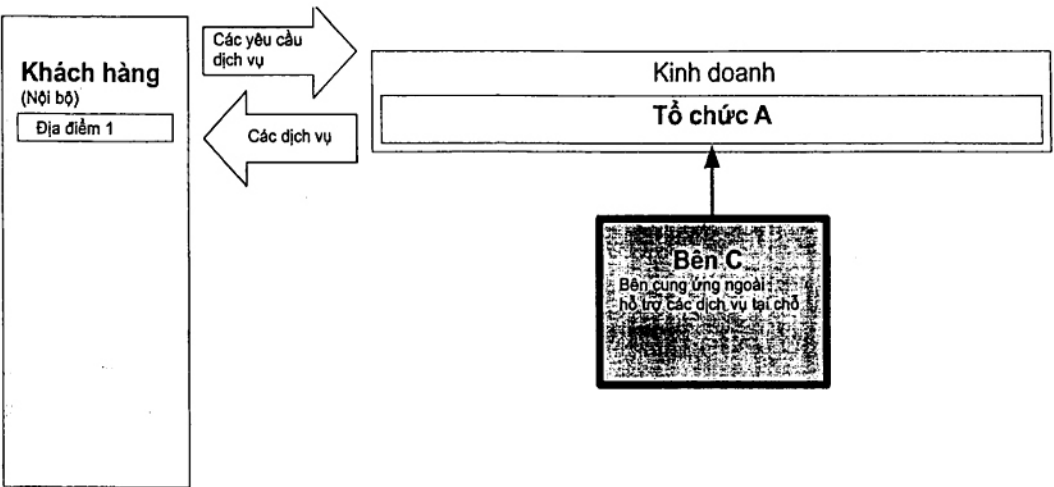 Khách hàng
(Nội bộ)
Địa điểm 1
Các yêu cầu
dịch vụ
Các dịch vụ
Kinh doanh
Tổ chức A
Bên C
Bên cung ứng ngoài
hỗ trợ các dịch vụ tại chỗ